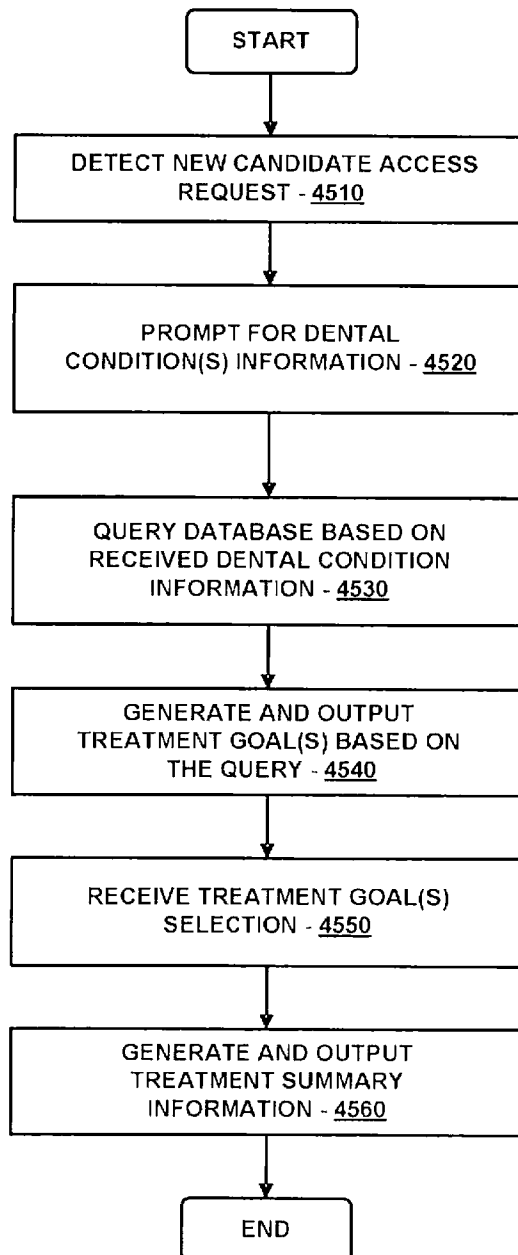 START
DETECT NEW CANDIDATE ACCESS
REQUEST - 4510
PROMPT FOR DENTAL
CONDITION(S) INFORMATION - 4520
QUERY DATABASE BASED ON
RECEIVED DENTAL CONDITION
INFORMATION - 4530
GENERATE AND OUTPUT
TREATMENT GOAL(S) BASED ON
THE QUERY - 4540
RECEIVE TREATMENT GOAL(S)
SELECTION - 4550
GENERATE AND OUTPUT
TREATMENT SUMMARY
INFORMATION - 4560
END